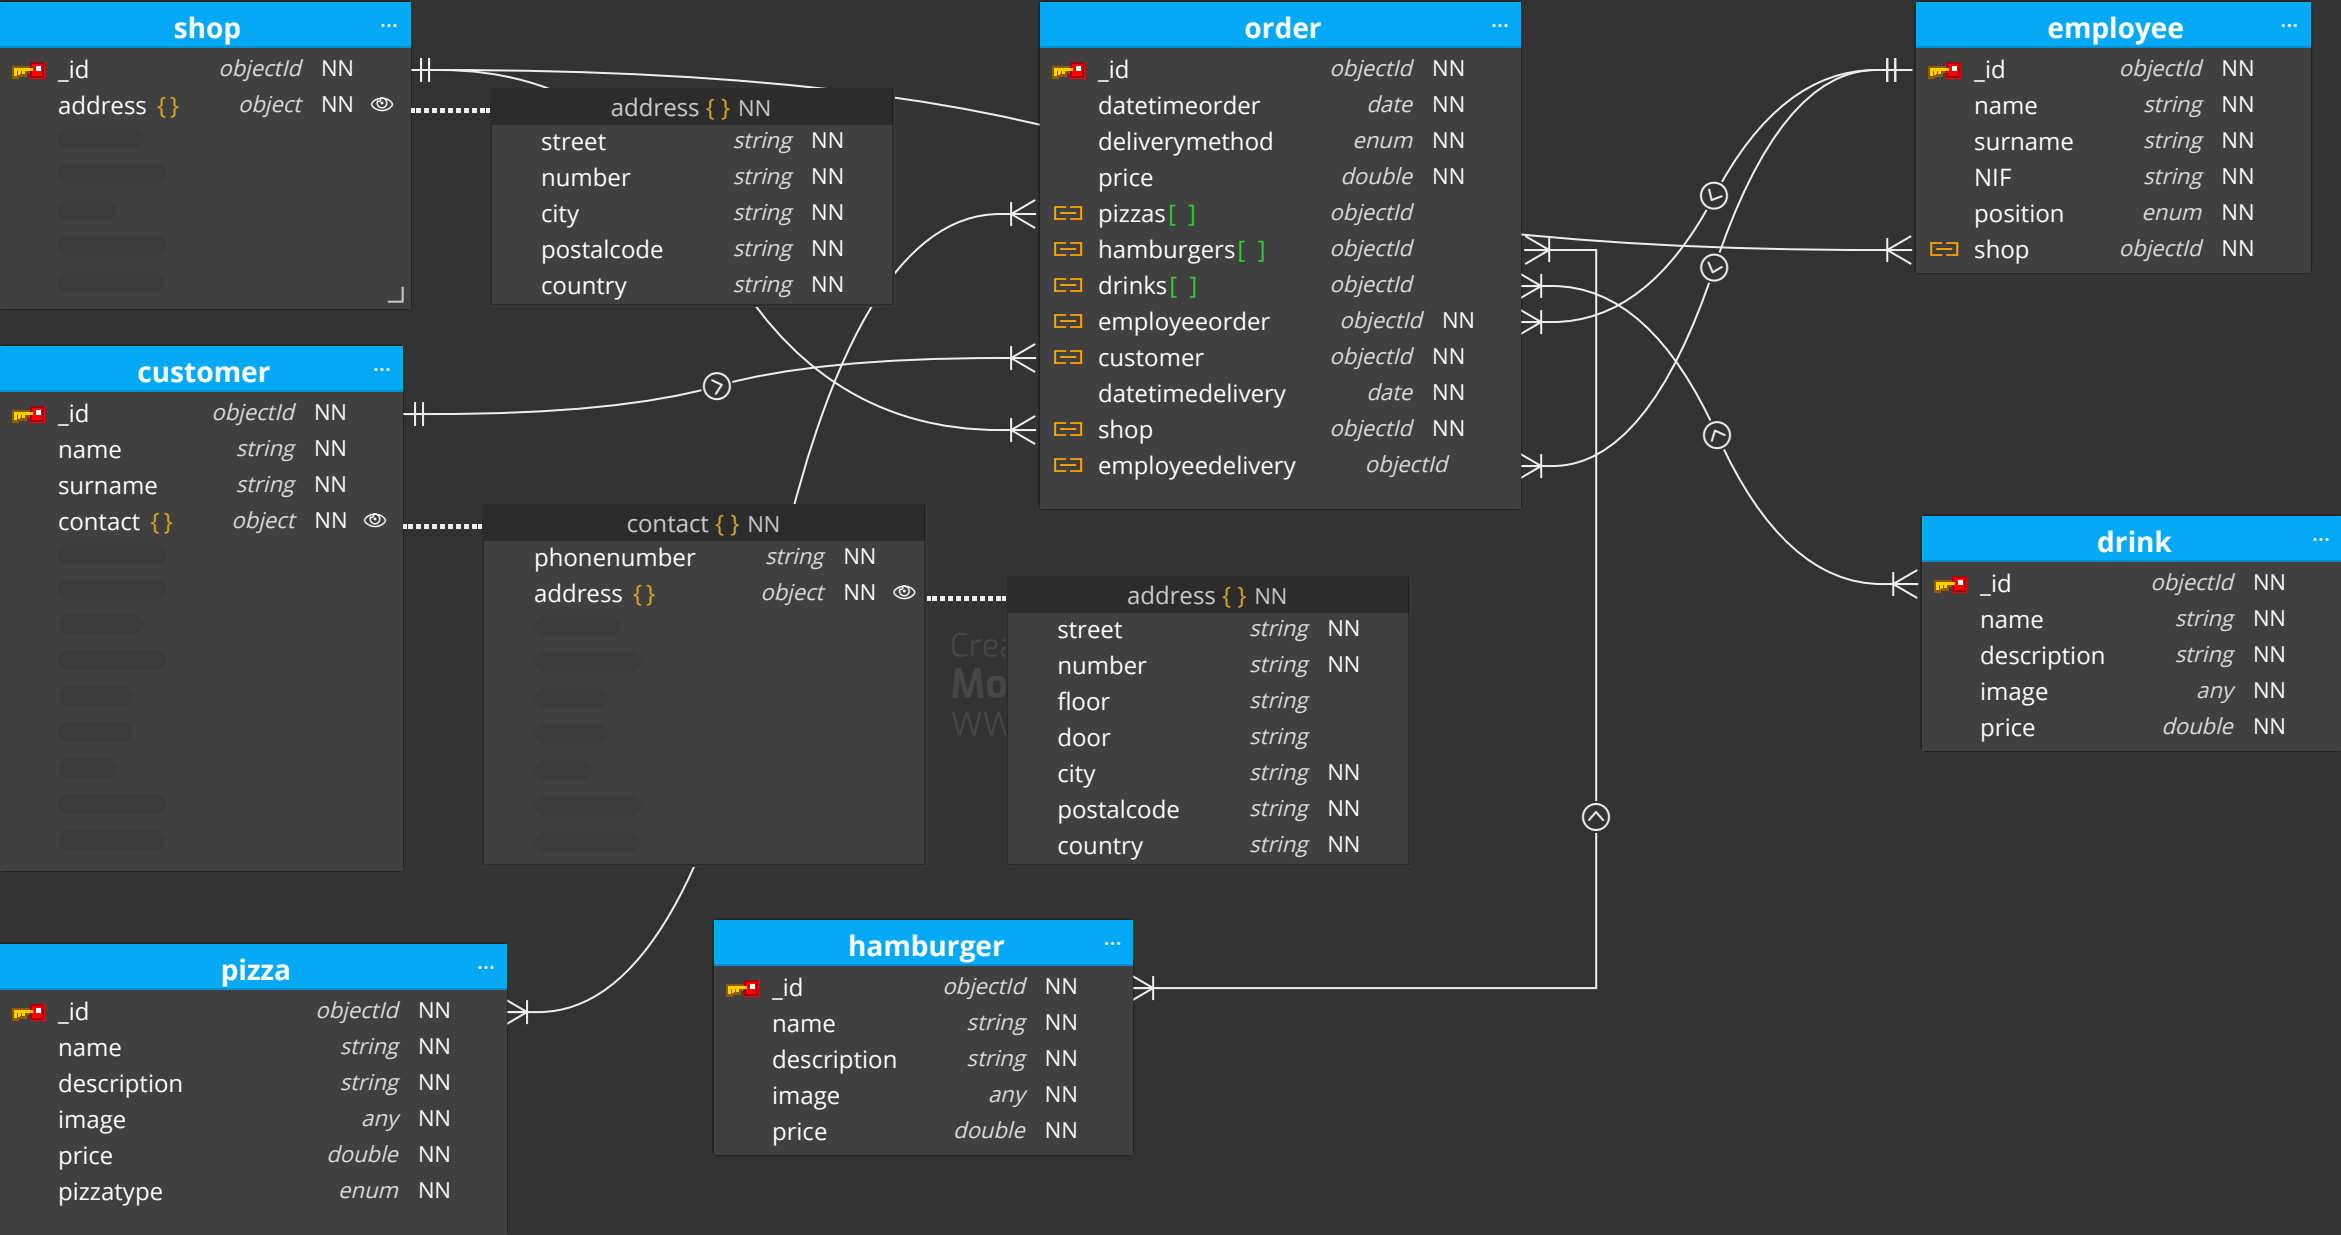 shop ...
_id objectId NN
address {} object NN
address {} NN
street string NN
number string NN
city string NN
postalcode string NN
country string NN
order ...
_id objectId NN
datetimeorder date NN
deliverymethod enum NN
price double NN
pizzas[ ] objectId
hamburgers[ ] objectId
drinks[ ] objectId
employeeorder objectId NN
customer objectId NN
datetimedelivery date NN
shop objectId NN
employeedelivery objectId
employee ...
_id objectId NN
name string NN
surname string NN
NIF string NN
position enum NN
shop objectId NN
customer ...
_id objectId NN
name string NN
surname string NN
contact {} object NN
contact {} NN
phonenumber string NN
address {} object NN
address {} NN
street string NN
number string NN
floor string
door string
city string NN
postalcode string NN
country string NN
drink ...
_id objectId NN
name string NN
description string NN
image any NN
price double NN
pizza ...
_id objectId NN
name string NN
description string NN
image any NN
price double NN
pizzatype enum NN
hamburger ...
_id objectId NN
name string NN
description string NN
image any NN
price double NN